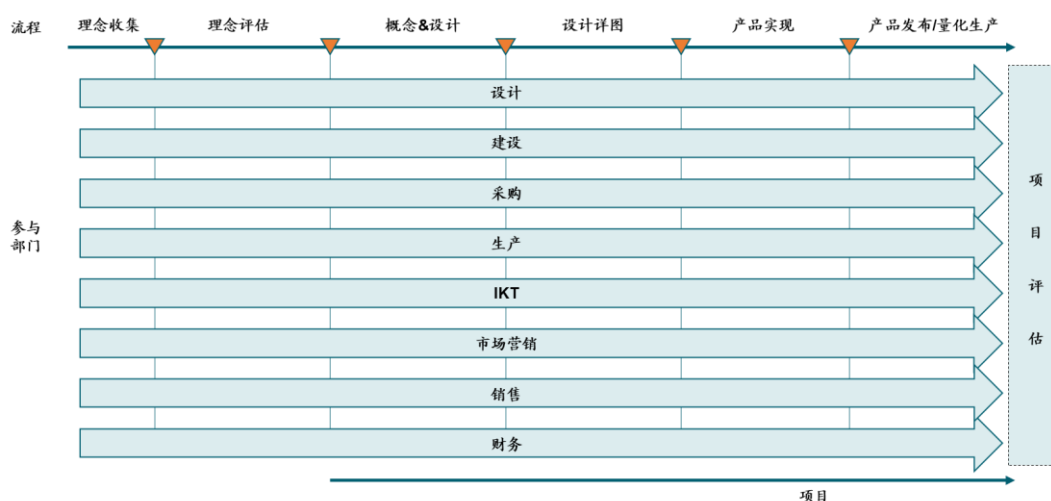 流程
理念收集
理念评估
概念&设计
设计详图
产品实现
产品发布/量化生产
设计
建设
采购
参与
部门
生产
IKT
市场营销
销售
财务
项
目
评
估
项目